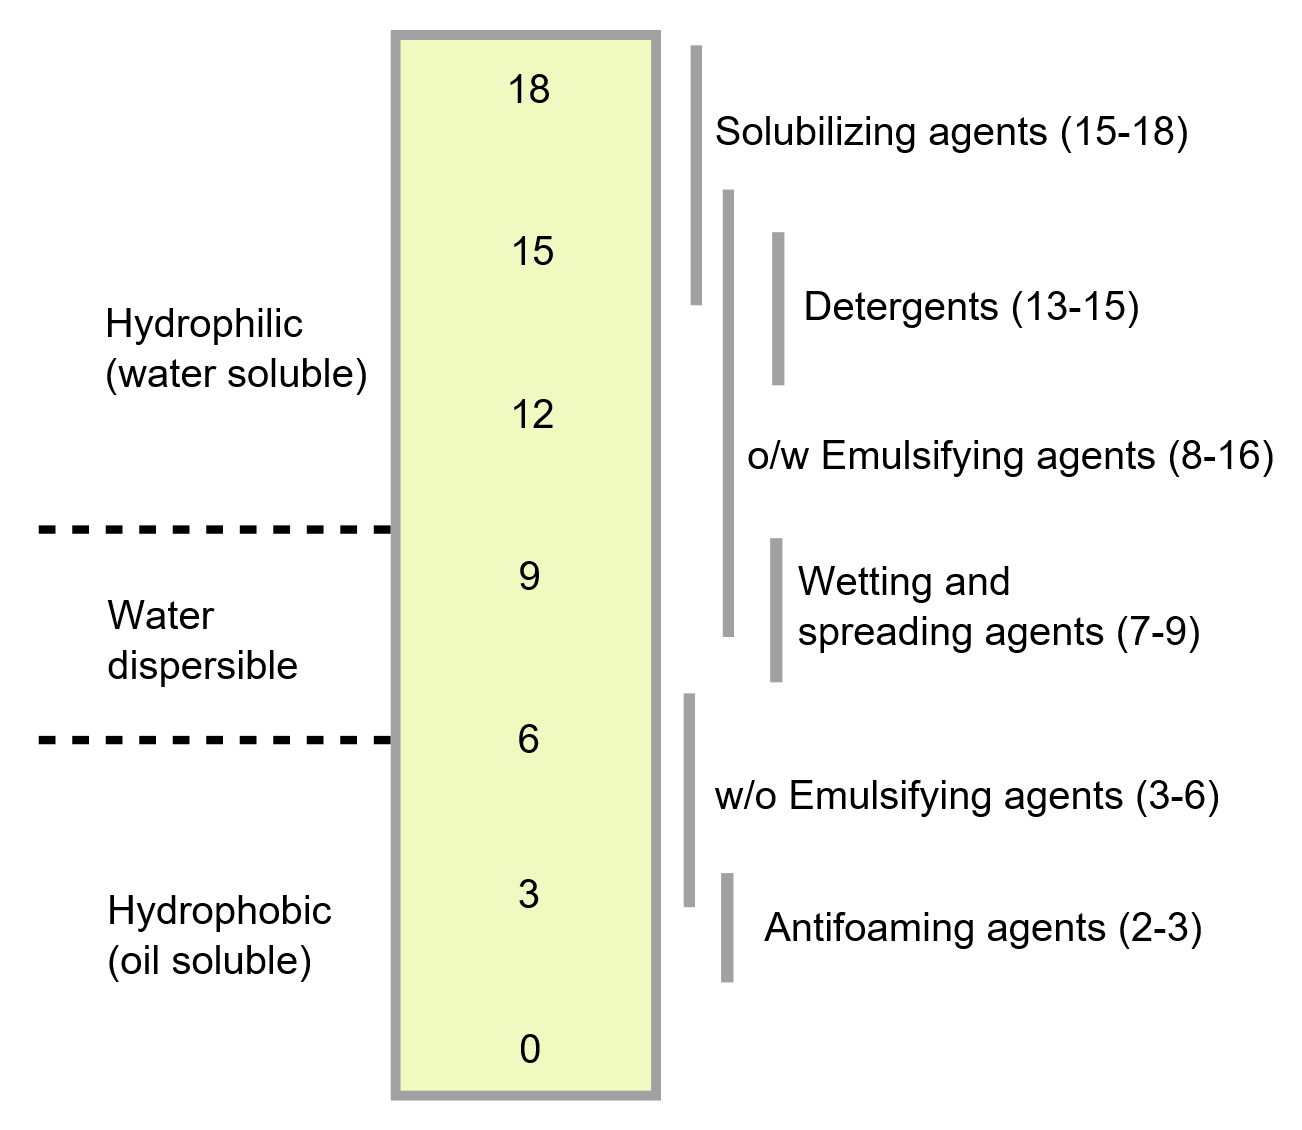 18
Solubilizing agents (15-18)
15
Detergents (13-15)
Hydrophilic
(water soluble)
12
o/w Emulsifying agents (8-16)
9
Wetting and
spreading agents (7-9)
Water
dispersible
6
w/o Emulsifying agents (3-6)
3
Hydrophobic
(oil soluble)
Antifoaming agents (2-3)
0